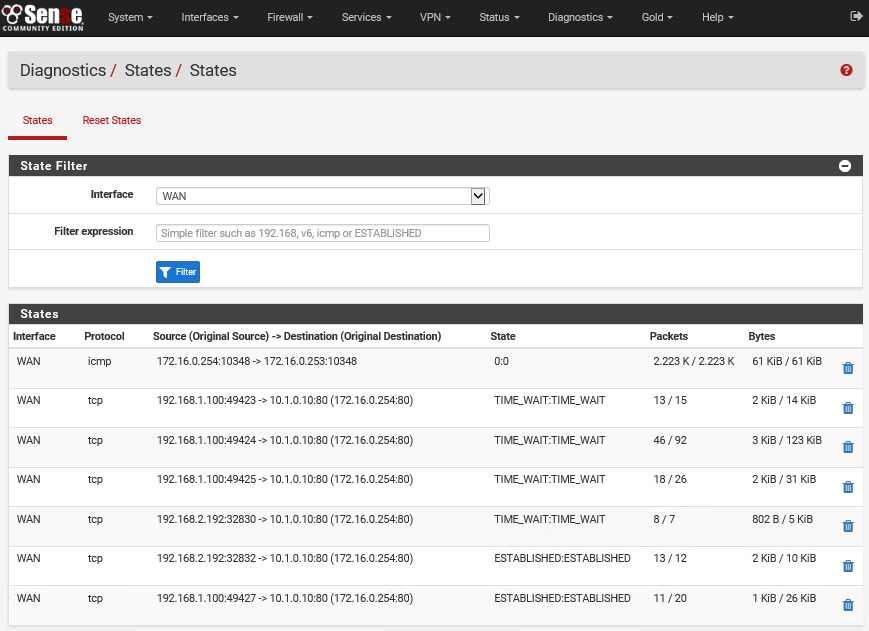 Sense
COMMUNITY EDITION
System Interfaces Firewall Services VPN Status Diagnostics Gold Help
Diagnostics / States / States ?
States Reset States
State Filter
Interface WAN
Filter expression Simple filter such as 192.168, v6, icmp or ESTABLISHED
Filter
States
Interface Protocol Source (Original Source) -> Destination (Original Destination) State Packets Bytes
WAN icmp 172.16.0.254:10348 -> 172.16.0.253:10348 0:0 2.223 K / 2.223 K 61 KiB / 61 KiB
WAN tcp 192.168.1.100:49423 -> 10.1.0.10:80 (172.16.0.254:80) TIME_WAIT:TIME_WAIT 13 / 15 2 KiB / 14 KiB
WAN tcp 192.168.1.100:49424 -> 10.1.0.10:80 (172.16.0.254:80) TIME_WAIT:TIME_WAIT 46 / 92 3 KiB / 123 KiB
WAN tcp 192.168.1.100:49425 -> 10.1.0.10:80 (172.16.0.254:80) TIME_WAIT:TIME_WAIT 18 / 26 2 KiB / 31 KiB
WAN tcp 192.168.2.192:32830 -> 10.1.0.10:80 (172.16.0.254:80) TIME_WAIT:TIME_WAIT 8 / 7 802 B / 5 KiB
WAN tcp 192.168.2.192:32832 -> 10.1.0.10:80 (172.16.0.254:80) ESTABLISHED:ESTABLISHED 13 / 12 2 KiB / 10 KiB
WAN tcp 192.168.1.100:49427 -> 10.1.0.10:80 (172.16.0.254:80) ESTABLISHED:ESTABLISHED 11 / 20 1 KiB / 26 KiB